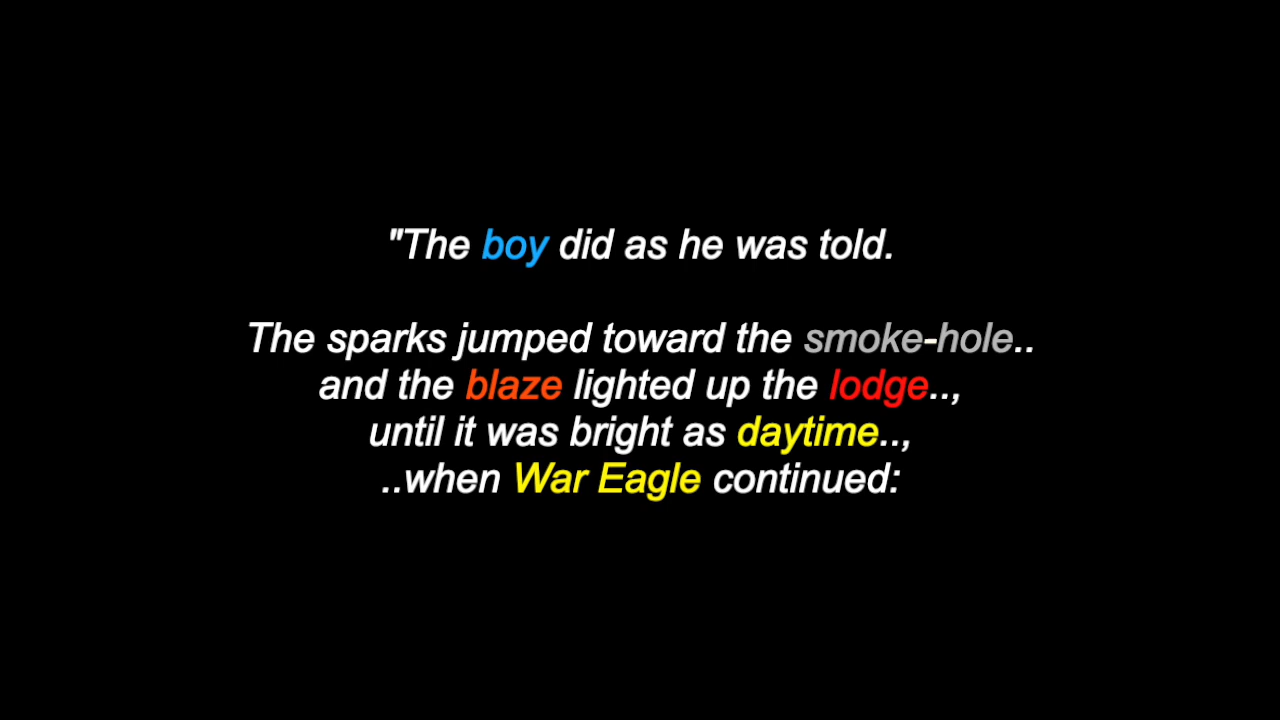 "The boy did as he was told.
The sparks jumped toward the smoke-hole..
and the blaze lighted up the lodge..,
until it was bright as daytime..,
..when War Eagle continued: